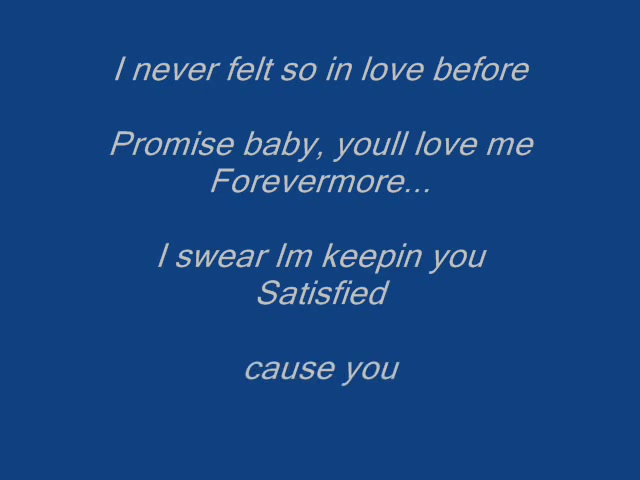 I never felt so in love before
Promise baby, youll love me
Forevermore...
I swear Im keepin you
Satisfied
cause you